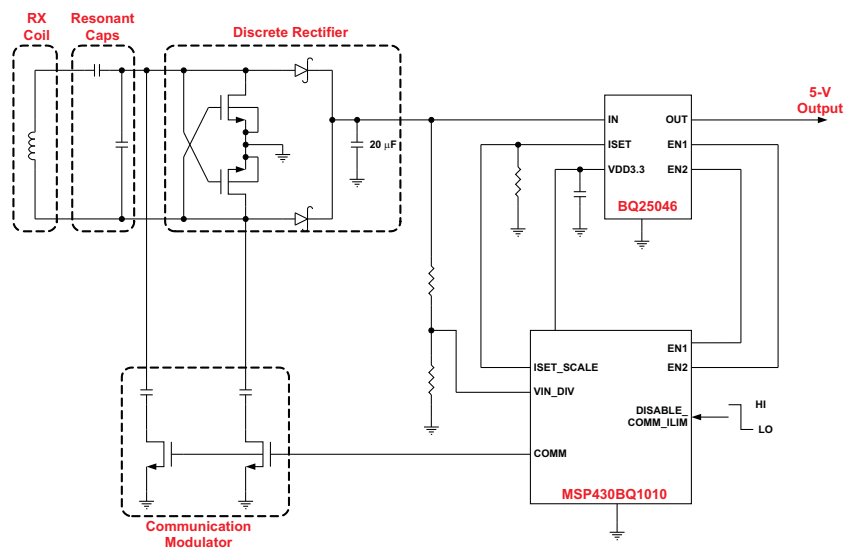 RX
Coil
Resonant
Caps
Discrete Rectifier
20 μF
5-V
Output
IN
OUT
ISET
EN1
VDD3.3
EN2
BQ25046
EN1
ISET_SCALE
EN2
VIN_DIV
DISABLE_
COMM_ILIM
HI
LO
COMM
MSP430BQ1010
Communication
Modulator